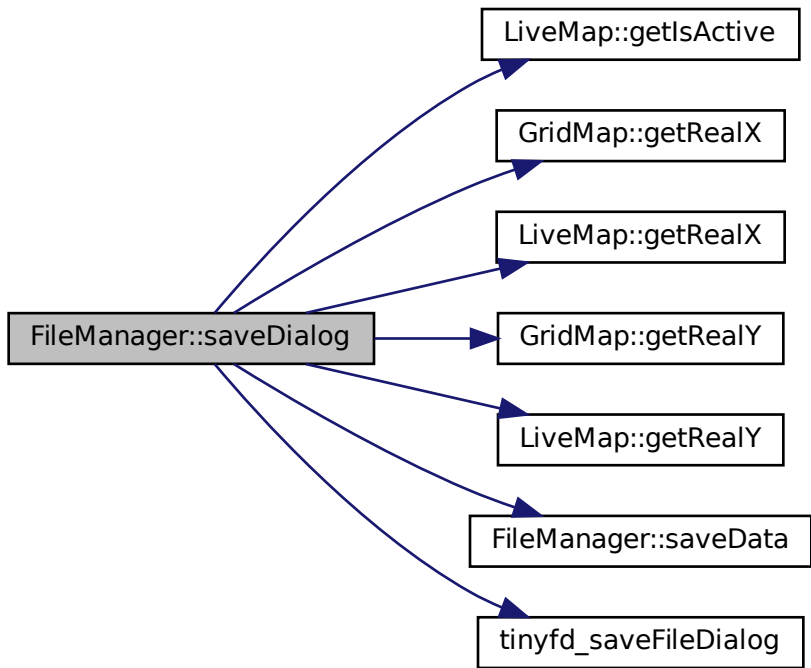 LiveMap::getIsActive
GridMap::getRealX
LiveMap::getRealX
FileManager::saveDialog
GridMap::getRealY
LiveMap::getRealY
FileManager::saveData
tinyfd_saveFileDialog